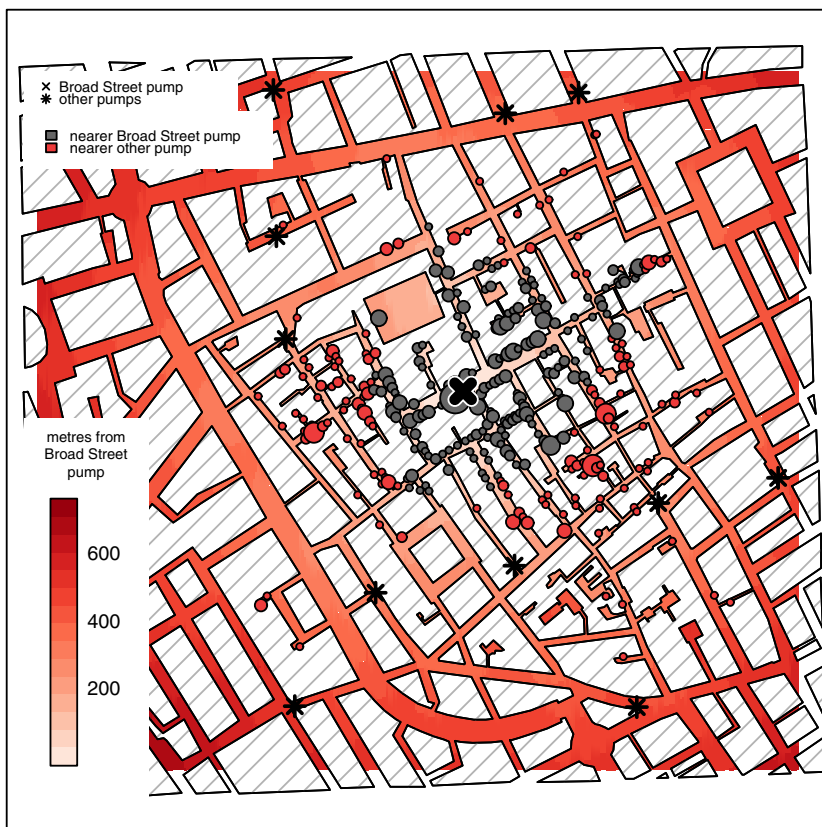 Broad Street pump
other pumps
nearer Broad Street pump
nearer other pump
metres from
Broad Street
pump
600
400
200